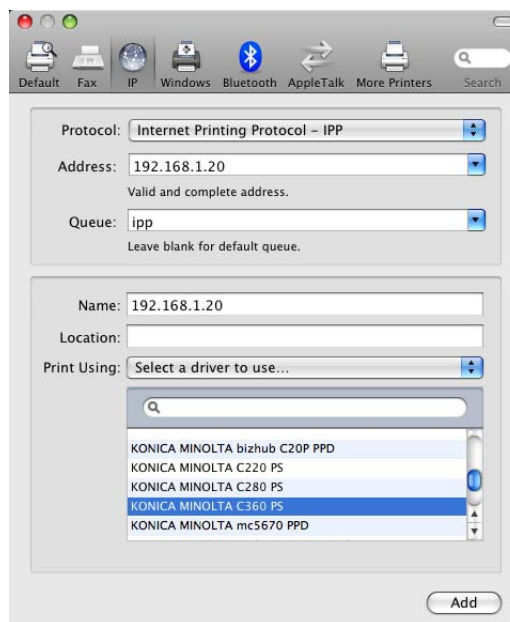 Default Fax IP Windows Bluetooth AppleTalk More Printers Search
Protocol: Internet Printing Protocol – IPP
Address: 192.168.1.20
Valid and complete address.
Queue: ipp
Leave blank for default queue.
Name: 192.168.1.20
Location:
Print Using: Select a driver to use...
KONICA MINOLTA bizhub C20P PPD
KONICA MINOLTA C220 PS
KONICA MINOLTA C280 PS
KONICA MINOLTA C360 PS
KONICA MINOLTA mc5670 PPD
Add